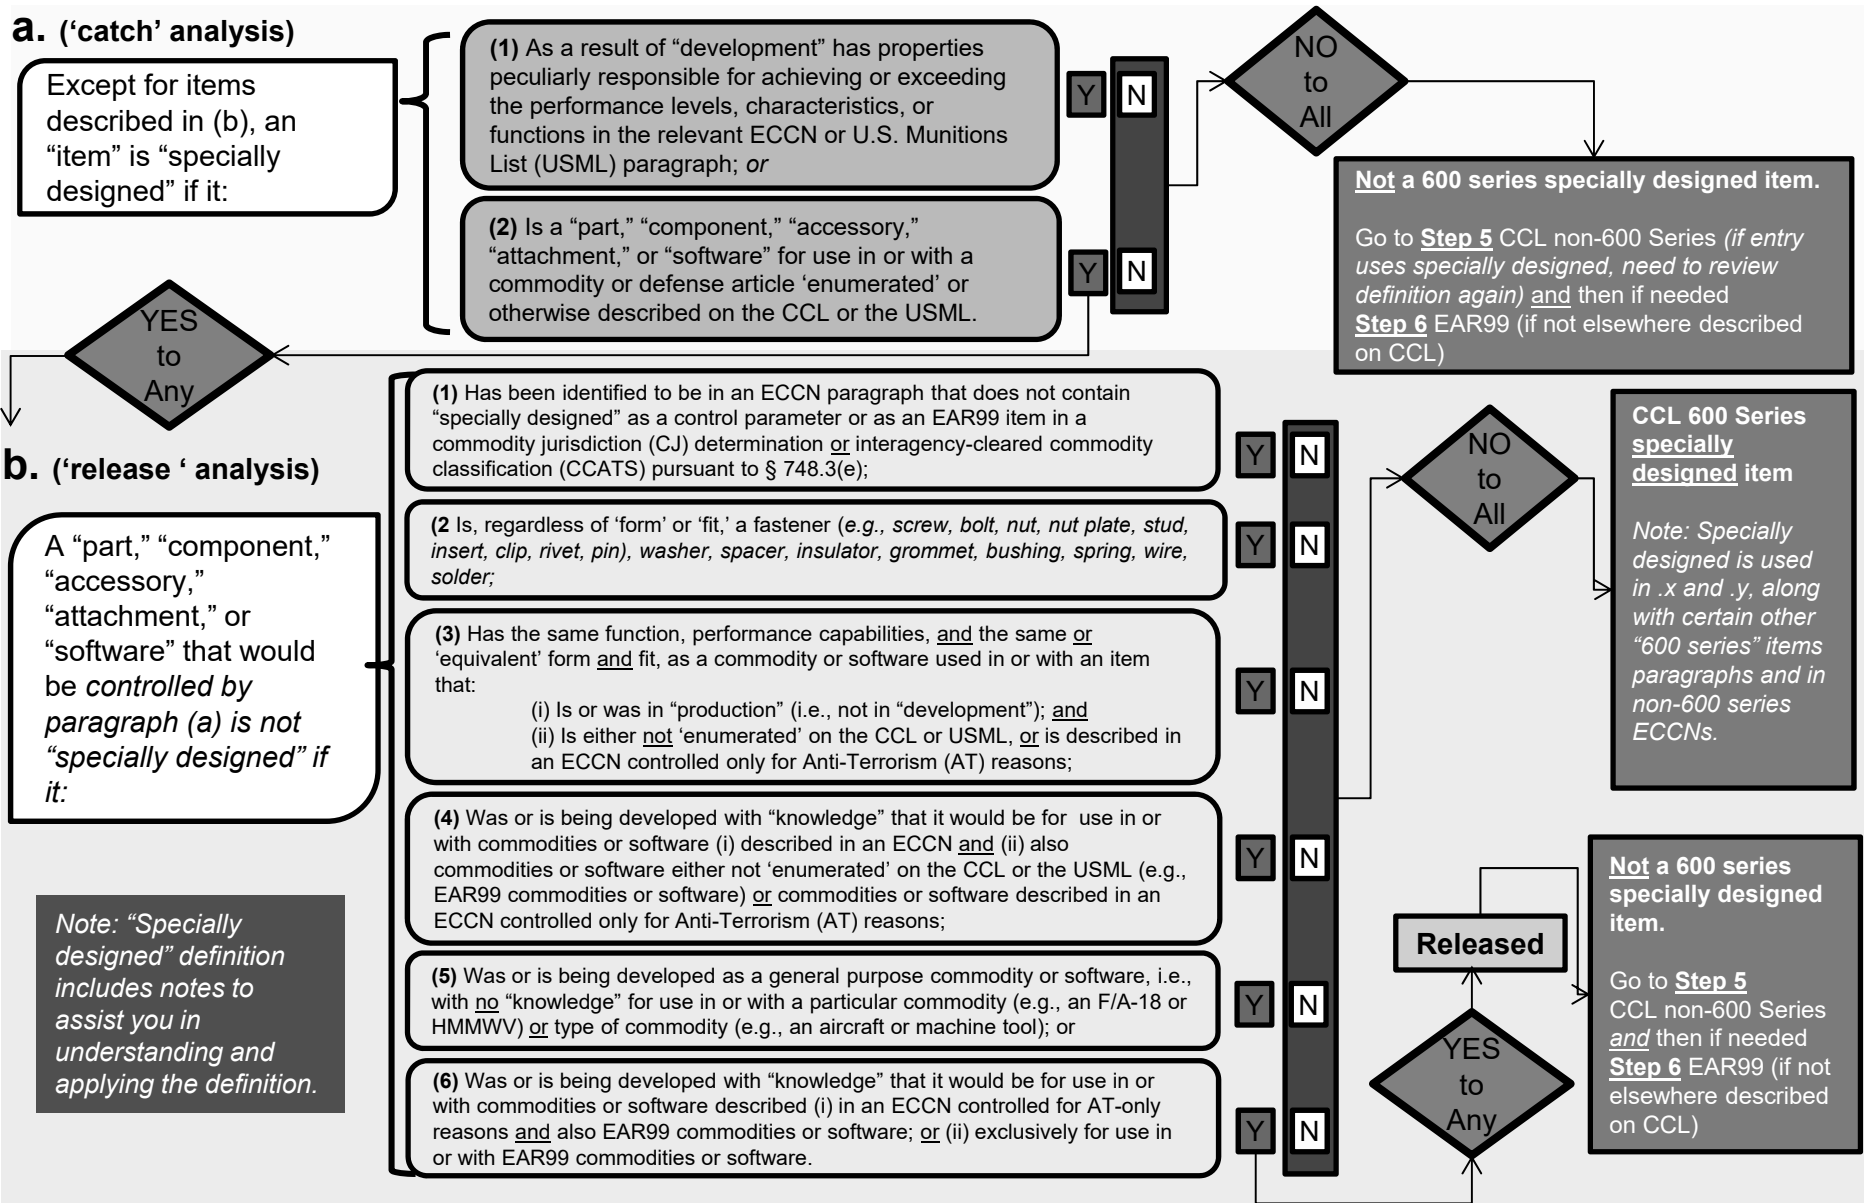 a. (‘catch’ analysis)
Except for items
described in (b), an
“item” is “specially
designed” if it:
(1) As a result of “development” has properties
peculiarly responsible for achieving or exceeding
the performance levels, characteristics, or
functions in the relevant ECCN or U.S. Munitions
List (USML) paragraph; or
Y
N
(2) Is a “part,” “component,” “accessory,”
“attachment,” or “software” for use in or with a
commodity or defense article ‘enumerated’ or
otherwise described on the CCL or the USML.
Y
N
NO
to
All
Not a 600 series specially designed item.
Go to Step 5 CCL non-600 Series (if entry
uses specially designed, need to review
definition again) and then if needed
Step 6 EAR99 (if not elsewhere described
on CCL)
YES
to
Any
b. (‘release ‘ analysis)
A “part,” “component,”
“accessory,”
“attachment,” or
“software” that would
be controlled by
paragraph (a) is not
“specially designed” if
it:
(1) Has been identified to be in an ECCN paragraph that does not contain
“specially designed” as a control parameter or as an EAR99 item in a
commodity jurisdiction (CJ) determination or interagency-cleared commodity
classification (CCATS) pursuant to § 748.3(e);
Y
N
(2 Is, regardless of ‘form’ or ‘fit,’ a fastener (e.g., screw, bolt, nut, nut plate, stud,
insert, clip, rivet, pin), washer, spacer, insulator, grommet, bushing, spring, wire,
solder;
Y
N
(3) Has the same function, performance capabilities, and the same or
‘equivalent’ form and fit, as a commodity or software used in or with an item
that:
(i) Is or was in “production” (i.e., not in “development”); and
(ii) Is either not ‘enumerated’ on the CCL or USML, or is described in
an ECCN controlled only for Anti-Terrorism (AT) reasons;
Y
N
(4) Was or is being developed with “knowledge” that it would be for  use in or
with commodities or software (i) described in an ECCN and (ii) also
commodities or software either not ‘enumerated’ on the CCL or the USML (e.g.,
EAR99 commodities or software) or commodities or software described in an
ECCN controlled only for Anti-Terrorism (AT) reasons;
Y
N
(5) Was or is being developed as a general purpose commodity or software, i.e.,
with no “knowledge” for use in or with a particular commodity (e.g., an F/A-18 or
HMMWV) or type of commodity (e.g., an aircraft or machine tool); or
Y
N
(6) Was or is being developed with “knowledge” that it would be for use in or
with commodities or software described (i) in an ECCN controlled for AT-only
reasons and also EAR99 commodities or software; or (ii) exclusively for use in
or with EAR99 commodities or software.
Y
N
NO
to
All
CCL 600 Series
specially
designed item
Note: Specially
designed is used
in .x and .y, along
with certain other
“600 series” items
paragraphs and in
non-600 series
ECCNs.
Note: “Specially
designed” definition
includes notes to
assist you in
understanding and
applying the definition.
YES
to
Any
Released
Not a 600 series
specially designed
item.
Go to Step 5
CCL non-600 Series
and then if needed
Step 6 EAR99 (if not
elsewhere described
on CCL)